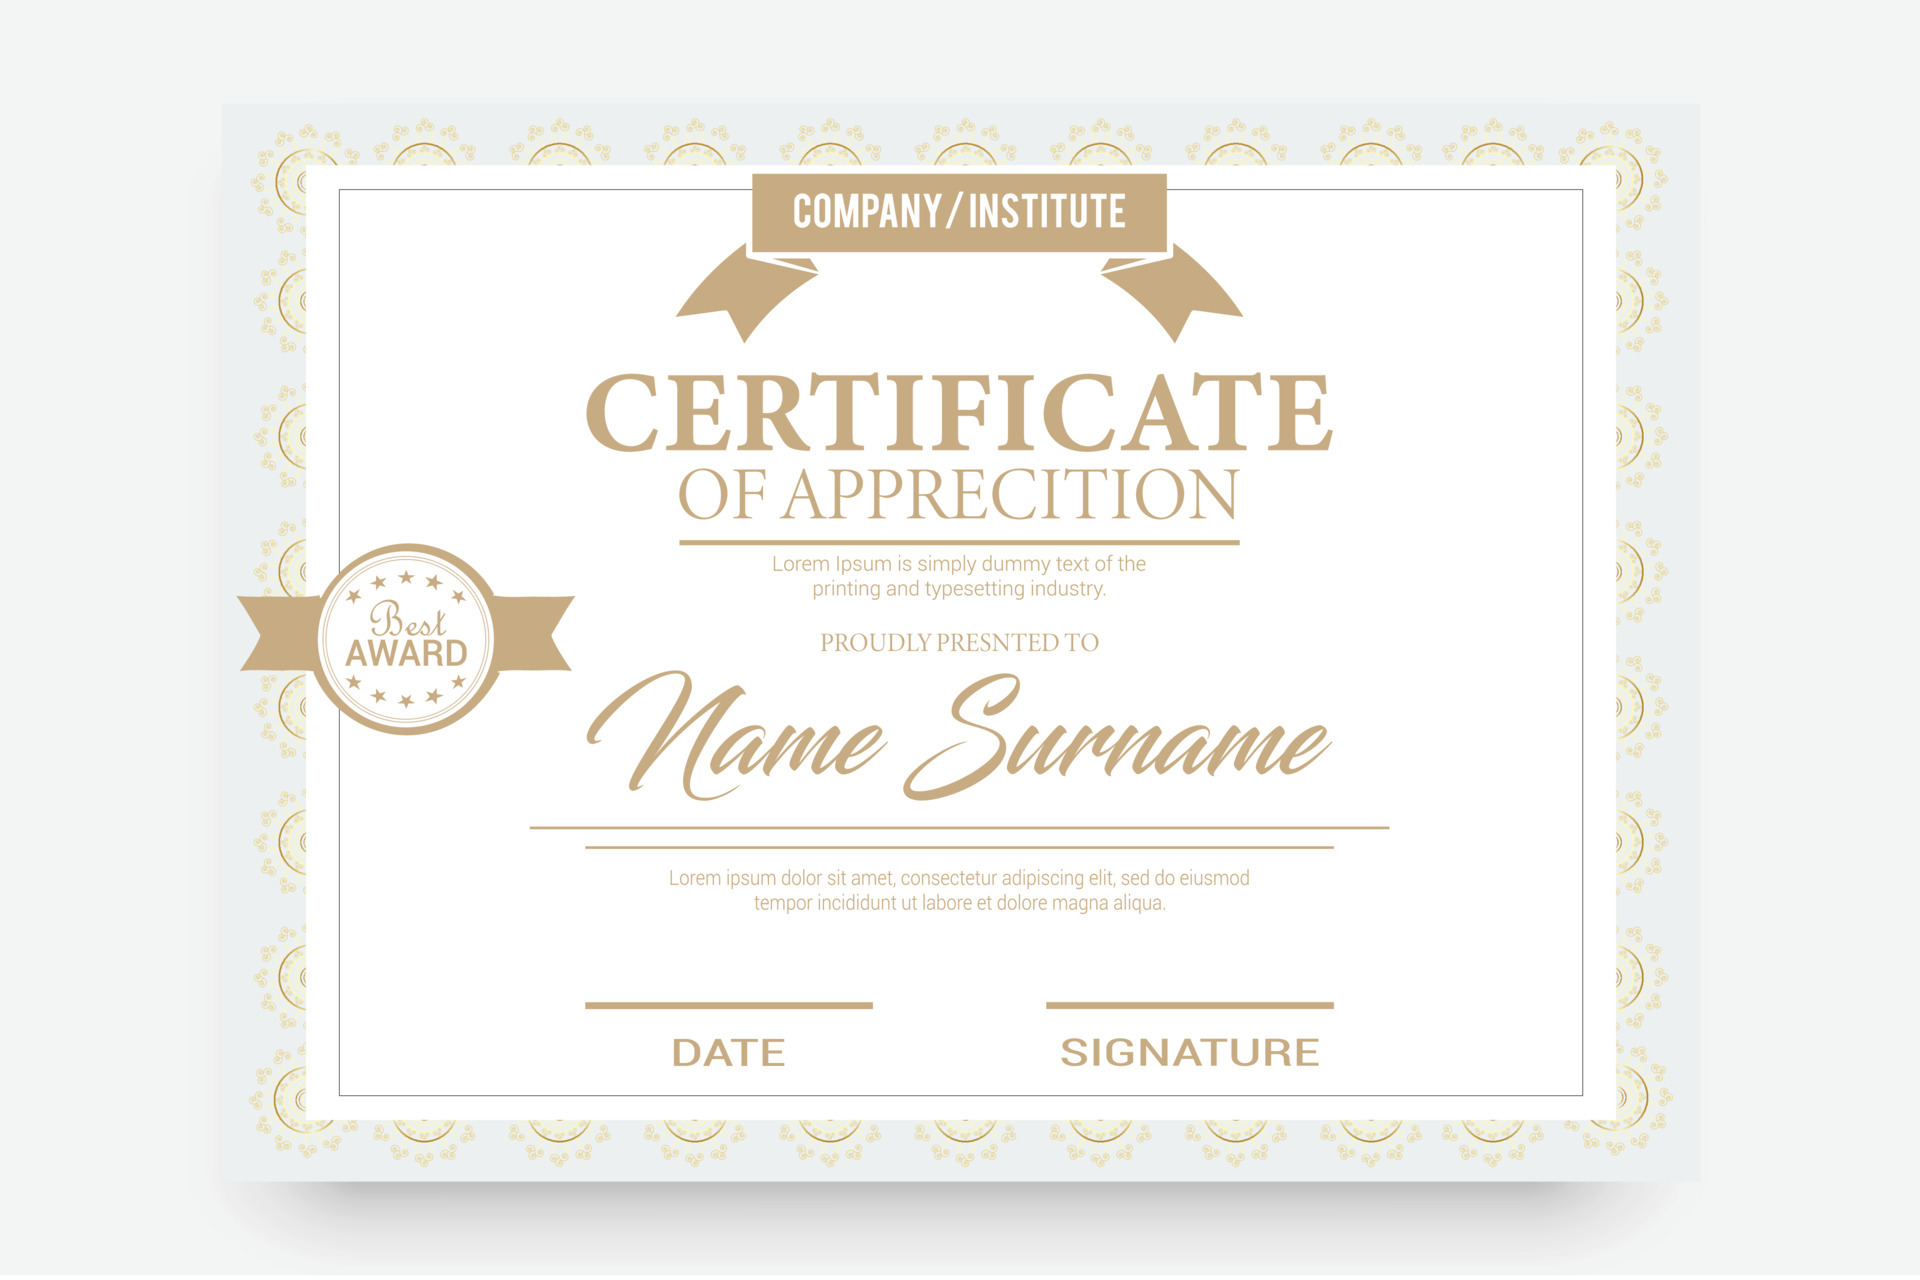 COMPANY/INSTITUTE
CERTIFICATE
OF APPRECITION
Lorem Ipsum is simply dummy text of the
printing and typesetting industry.
PROUDLY PRESNTED TO
Best
AWARD
Name Surname
Lorem ipsum dolor sit amet, consectetur adipiscing elit, sed do eiusmod
tempor incididunt ut labore et dolore magna aliqua.
DATE
SIGNATURE